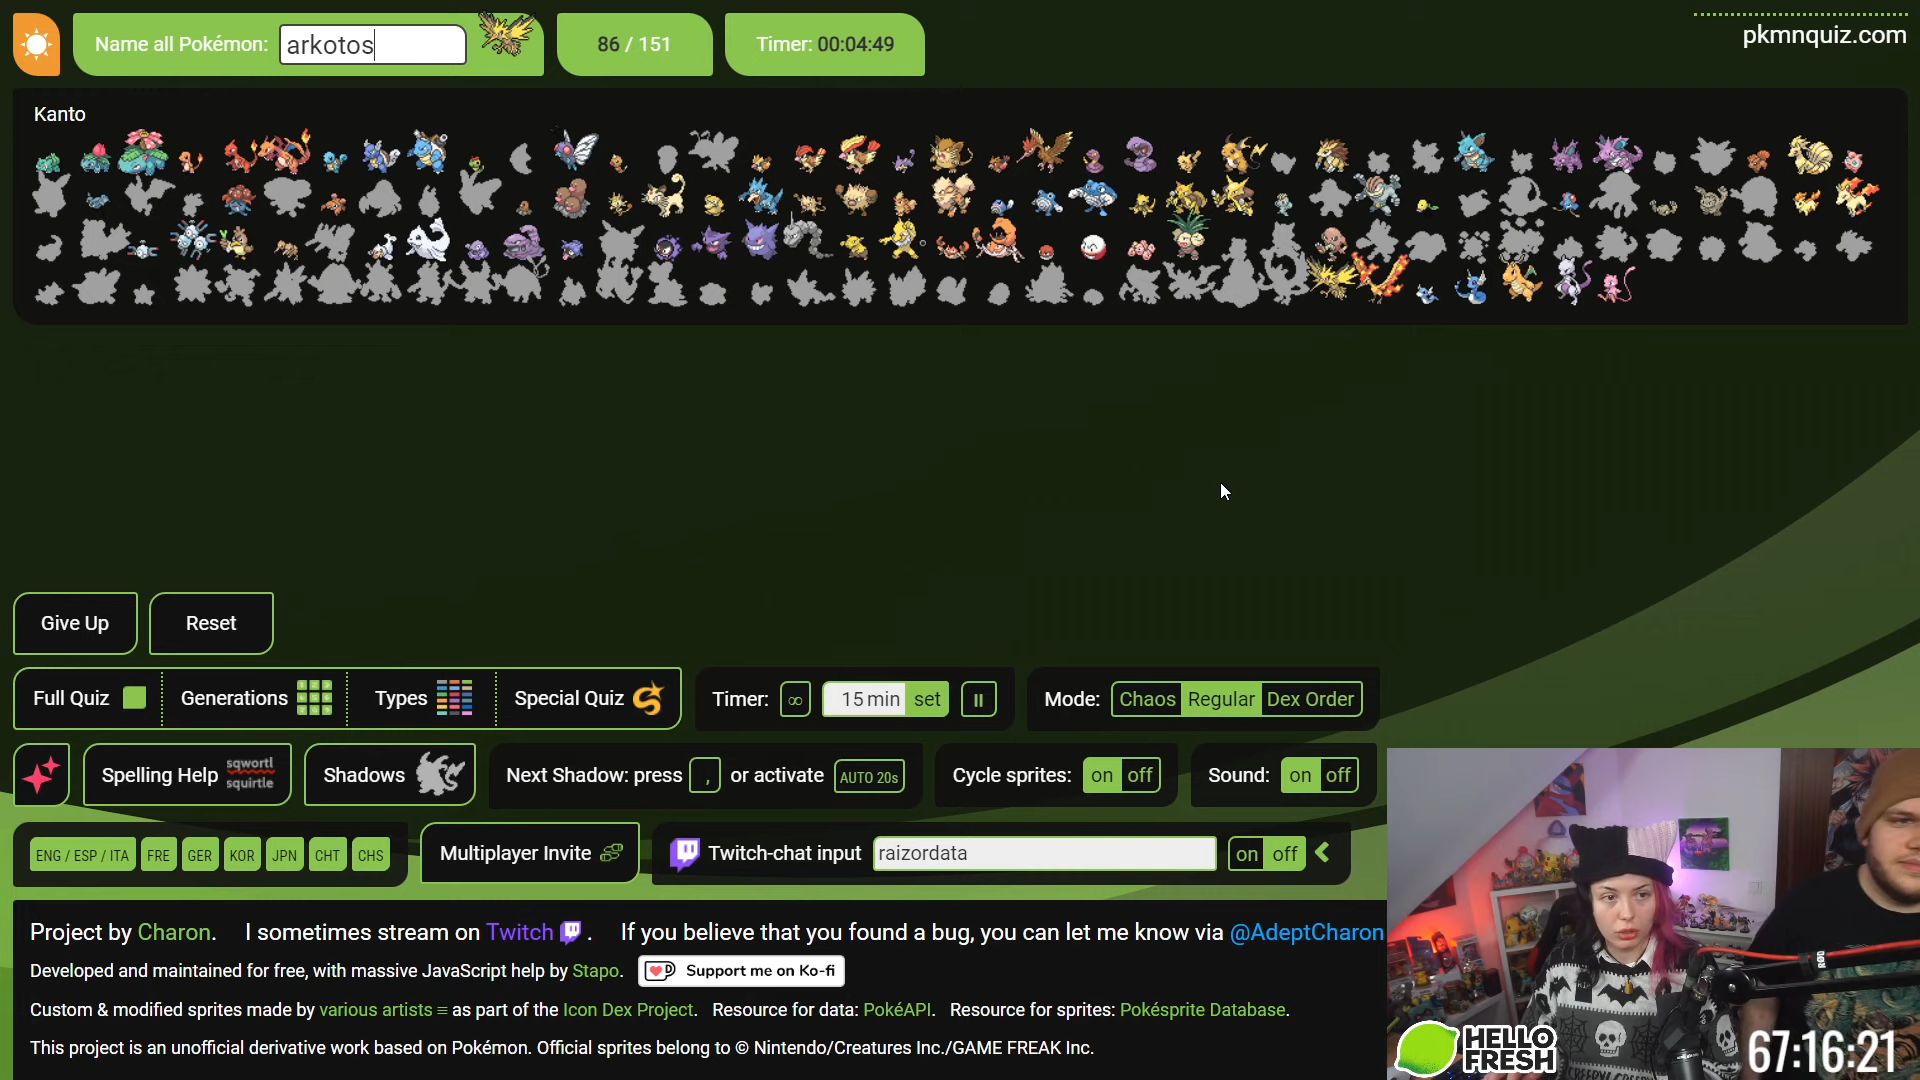 Name all Pokémon: arkotos
86 / 151
Timer: 00:04:49
pkmnquiz.com
Kanto
Give Up
Reset
Full Quiz
Generations
Types
Special Quiz
Timer: ∞ 15 min set
Mode: Chaos Regular Dex Order
Spelling Help sqwortl squirtle
Shadows
Next Shadow: press , or activate AUTO 20s
Cycle sprites: on off
Sound: on off
ENG / ESP / ITA FRE GER KOR JPN CHT CHS
Multiplayer Invite
Twitch-chat input raizordata on off
Project by Charon. I sometimes stream on Twitch . If you believe that you found a bug, you can let me know via @AdeptCharon
Developed and maintained for free, with massive JavaScript help by Stapo. Support me on Ko-fi
Custom & modified sprites made by various artists as part of the Icon Dex Project. Resource for data: PokéAPI. Resource for sprites: Pokésprite Database.
This project is an unofficial derivative work based on Pokémon. Official sprites belong to © Nintendo/Creatures Inc./GAME FREAK Inc.
RØDE
HELLO
FRESH
67:16:21